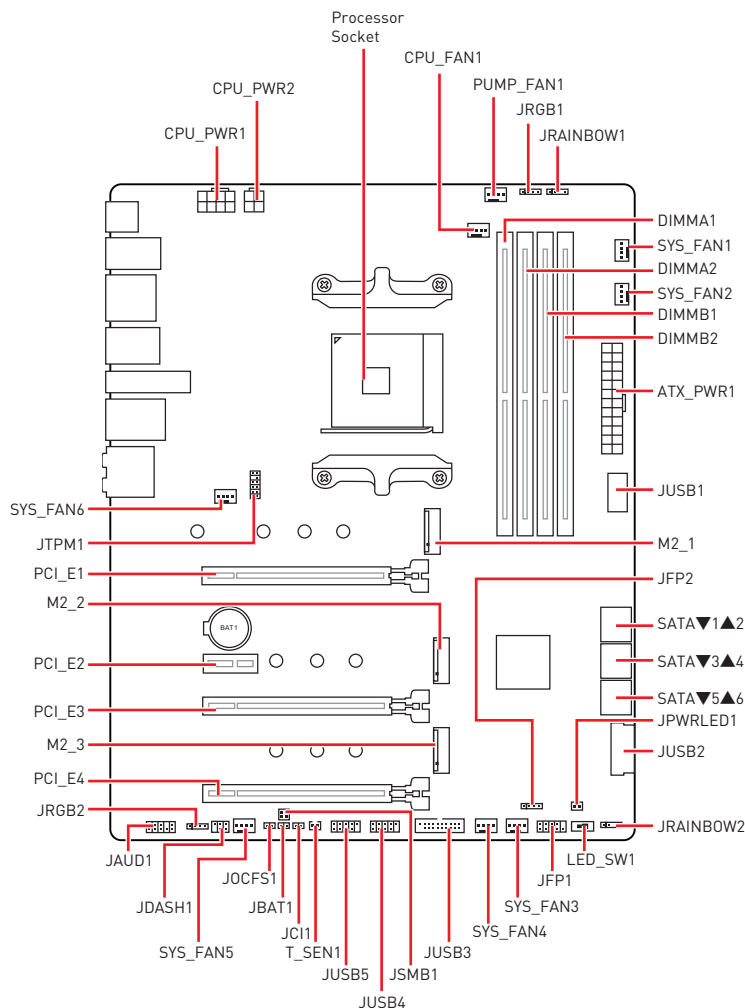 Processor
Socket
CPU_FAN1
CPU_PWR2
PUMP_FAN1
JRGB1
CPU_PWR1
JRAINBOW1
DIMMA1
SYS_FAN1
DIMMA2
SYS_FAN2
DIMMB1
DIMMB2
ATX_PWR1
JUSB1
SYS_FAN6
JTPM1
M2_1
PCI_E1
JFP2
M2_2
BAT1
SATA▼1▲2
PCI_E2
SATA▼3▲4
SATA▼5▲6
PCI_E3
JPWRLED1
M2_3
JUSB2
PCI_E4
JRGB2
JRAINBOW2
JAUD1
LED_SW1
JOCFS1
JFP1
JDASH1
JBAT1
SYS_FAN3
JCI1
SYS_FAN4
SYS_FAN5
T_SEN1
JSMB1
JUSB3
JUSB5
JUSB4